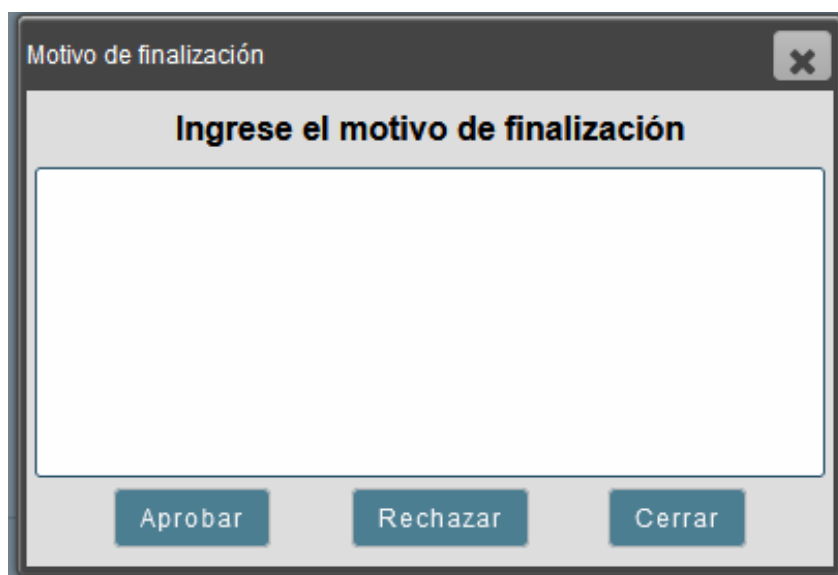 Motivo de finalización
Ingrese el motivo de finalización
Aprobar
Rechazar
Cerrar